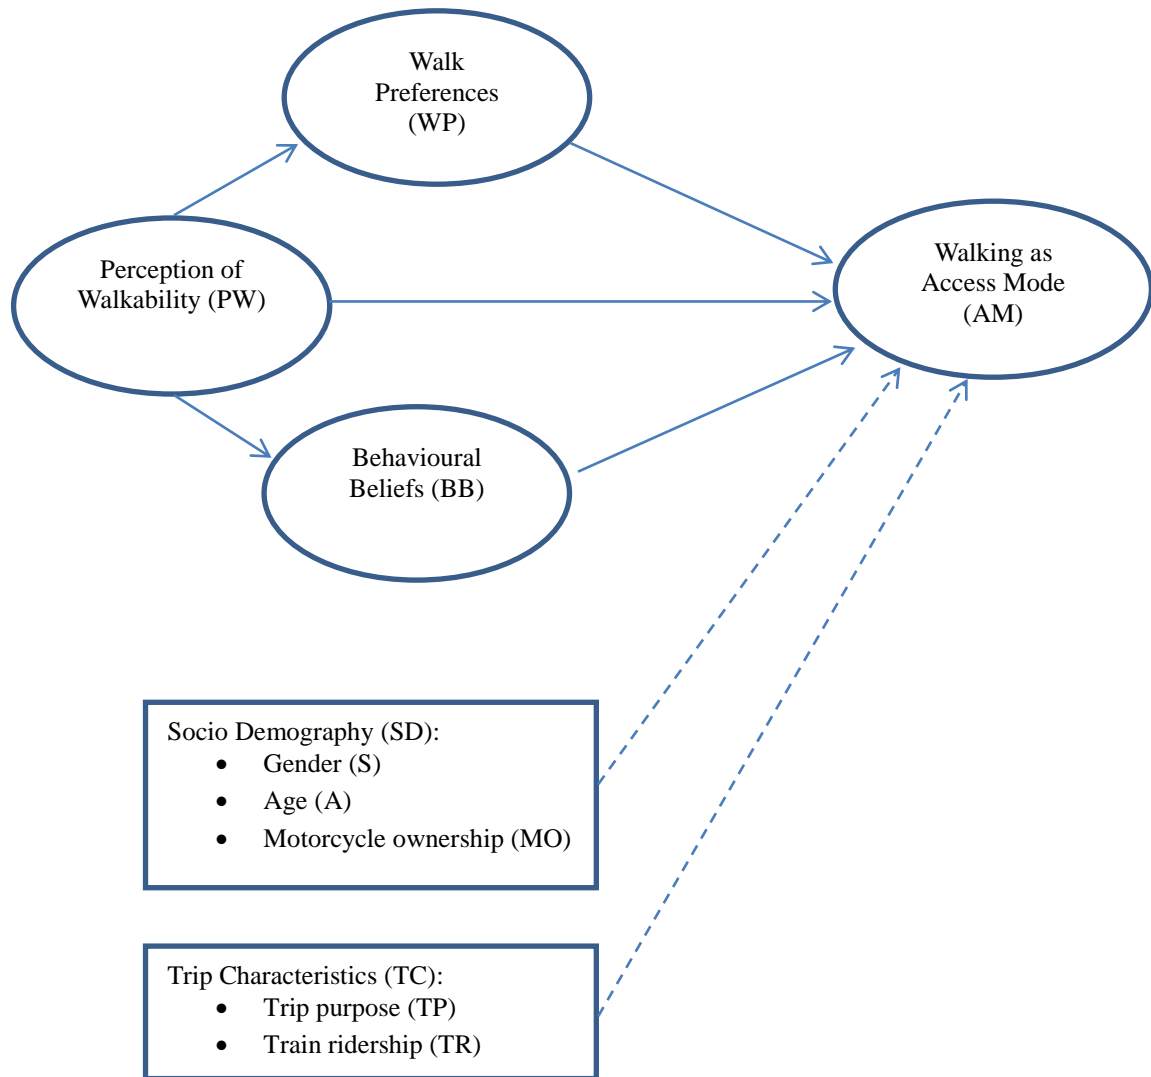 Walk
Preferences
(WP)
Perception of
Walkability (PW)
Walking as
Access Mode
(AM)
Behavioural
Beliefs (BB)
Socio Demography (SD):
• Gender (S)
• Age (A)
• Motorcycle ownership (MO)
Trip Characteristics (TC):
• Trip purpose (TP)
• Train ridership (TR)